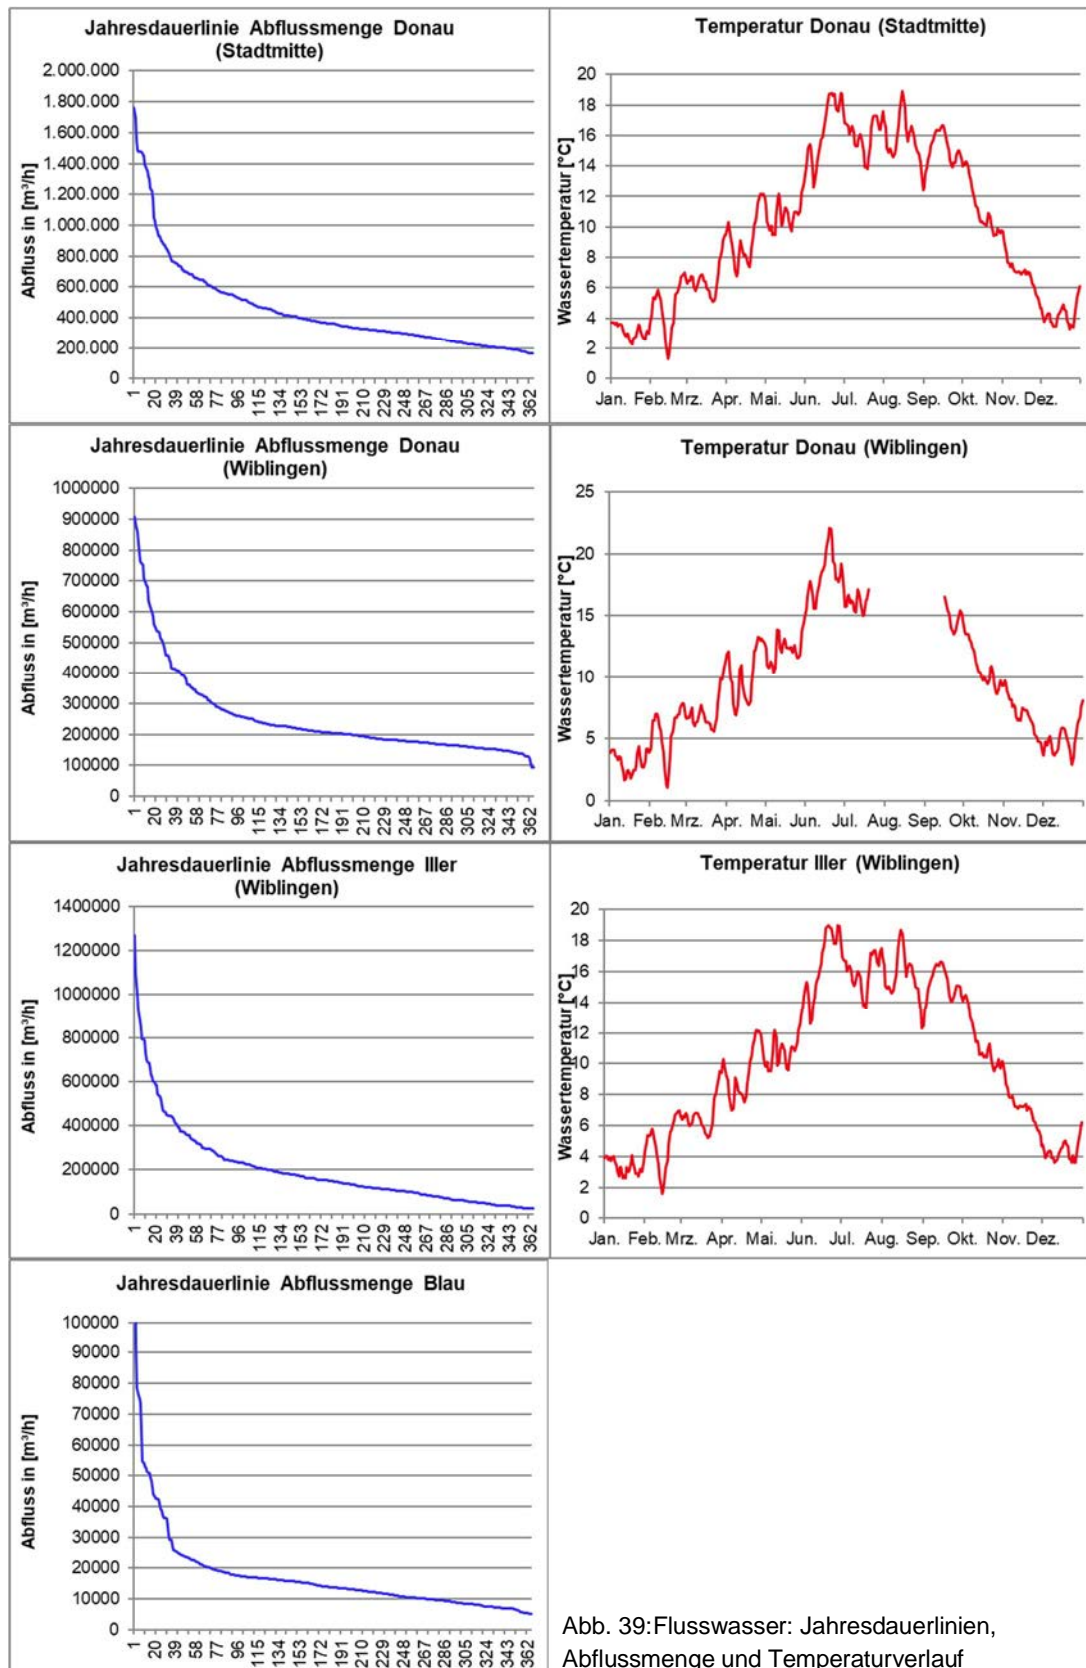 Jahresdauerlinie Abflussmenge Donau
(Stadtmitte)
Abfluss in [m³/h]
2.000.000
1.800.000
1.600.000
1.400.000
1.200.000
1.000.000
800.000
600.000
400.000
200.000
0
1 20 39 58 77 96 115 134 153 172 191 210 229 248 267 286 305 324 343 362
Temperatur Donau (Stadtmitte)
Wassertemperatur [°C]
20
18
16
14
12
10
8
6
4
2
0
Jan. Feb. Mrz. Apr. Mai. Jun. Jul. Aug. Sep. Okt. Nov. Dez.
Jahresdauerlinie Abflussmenge Donau
(Wiblingen)
Abfluss in [m³/h]
1000000
900000
800000
700000
600000
500000
400000
300000
200000
100000
0
1 20 39 58 77 96 115 134 153 172 191 210 229 248 267 286 305 324 343 362
Temperatur Donau (Wiblingen)
Wassertemperatur [°C]
25
20
15
10
5
0
Jan. Feb. Mrz. Apr. Mai. Jun. Jul. Aug. Sep. Okt. Nov. Dez.
Jahresdauerlinie Abflussmenge Iller
(Wiblingen)
Abfluss in [m³/h]
1400000
1200000
1000000
800000
600000
400000
200000
0
1 20 39 58 77 96 115 134 153 172 191 210 229 248 267 286 305 324 343 362
Temperatur Iller (Wiblingen)
Wassertemperatur [°C]
20
18
16
14
12
10
8
6
4
2
0
Jan. Feb. Mrz. Apr. Mai. Jun. Jul. Aug. Sep. Okt. Nov. Dez.
Jahresdauerlinie Abflussmenge Blau
Abfluss in [m³/h]
100000
90000
80000
70000
60000
50000
40000
30000
20000
10000
0
1 20 39 58 77 96 115 134 153 172 191 210 229 248 267 286 305 324 343 362
Abb. 39:Flusswasser: Jahresdauerlinien,
Abflussmenge und Temperaturverlauf